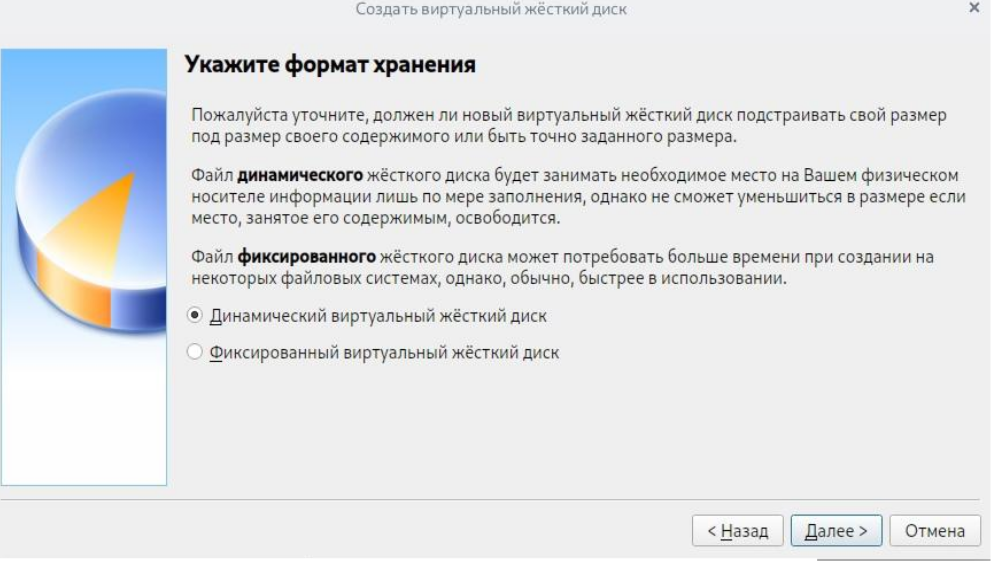 Создать виртуальный жёсткий диск
Укажите формат хранения
Пожалуйста уточните, должен ли новый виртуальный жёсткий диск подстраивать свой размер
под размер своего содержимого или быть точно заданного размера.
Файл динамического жёсткого диска будет занимать необходимое место на Вашем физическом
носителе информации лишь по мере заполнения, однако не сможет уменьшиться в размере если
место, занятое его содержимым, освободится.
Файл фиксированного жёсткого диска может потребовать больше времени при создании на
некоторых файловых системах, однако, обычно, быстрее в использовании.
Динамический виртуальный жёсткий диск
Фиксированный виртуальный жёсткий диск
< Назад Далее > Отмена